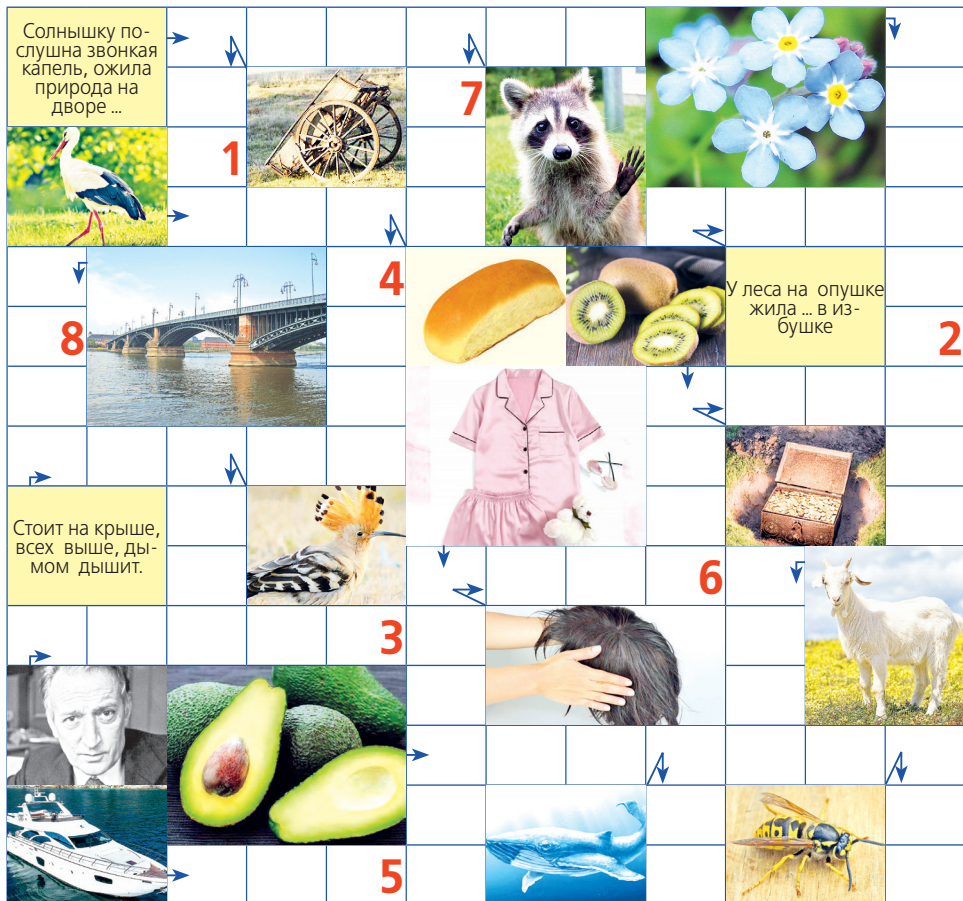 Солнышку по-
слушна звонкая
капель, ожила
природа на
дворе ...
7
1
4
У леса на опушке
жила ... в из-
бушке
8
2
Стоит на крыше,
всех выше, ды-
мом дышит.
6
3
5